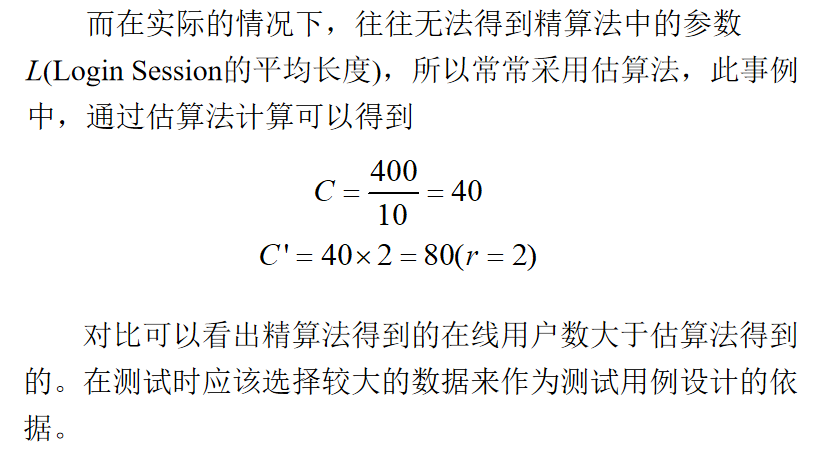 而在实际的情况下，往往无法得到精算法中的参数
L(Login Session的平均长度)，所以常常采用估算法，此事例
中，通过估算法计算可以得到
C = 400/10 = 40
C' = 40×2 = 80(r = 2)
对比可以看出精算法得到的在线用户数大于估算法得到
的。在测试时应该选择较大的数据来作为测试用例设计的依
据。